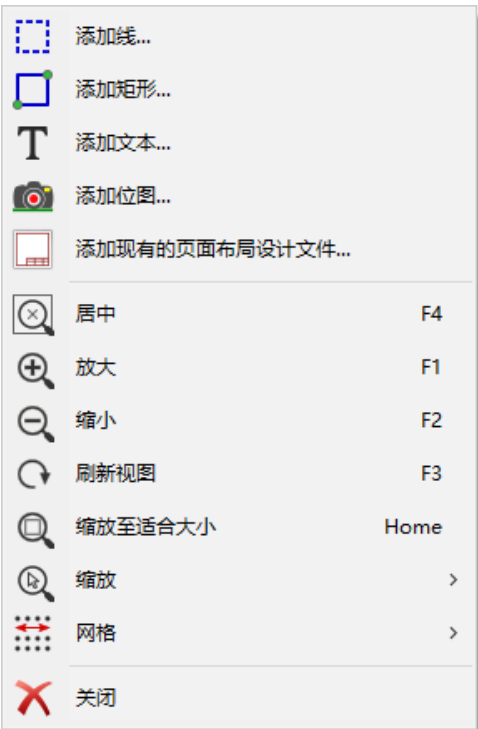 添加线...
添加矩形...
T 添加文本...
添加位图...
添加现有的页面布局设计文件...
居中 F4
放大 F1
缩小 F2
刷新视图 F3
缩放至适合大小 Home
缩放
网格
关闭